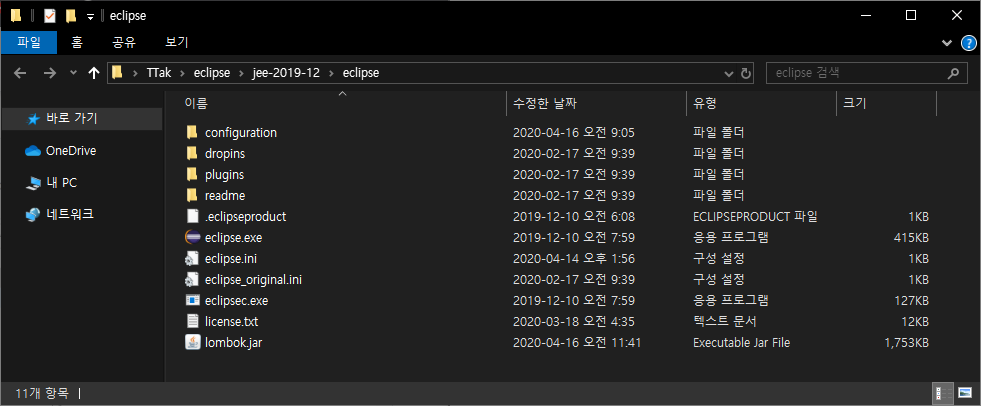 eclipse
파일 홈 공유 보기
TTak > eclipse > jee-2019-12 > eclipse eclipse 검색
이름 수정한 날짜 유형 크기
바로 가기
OneDrive
내 PC
네트워크
configuration 2020-04-16 오전 9:05 파일 폴더
dropins 2020-02-17 오전 9:39 파일 폴더
plugins 2020-02-17 오전 9:39 파일 폴더
readme 2020-02-17 오전 9:39 파일 폴더
.eclipseproduct 2019-12-10 오전 6:08 ECLIPSEPRODUCT 파일 1KB
eclipse.exe 2019-12-10 오전 7:59 응용 프로그램 415KB
eclipse.ini 2020-04-14 오후 1:56 구성 설정 1KB
eclipse_original.ini 2020-02-17 오전 9:39 구성 설정 1KB
eclipsec.exe 2019-12-10 오전 7:59 응용 프로그램 127KB
license.txt 2020-03-18 오전 4:35 텍스트 문서 12KB
lombok.jar 2020-04-16 오전 11:41 Executable Jar File 1,753KB
11개 항목